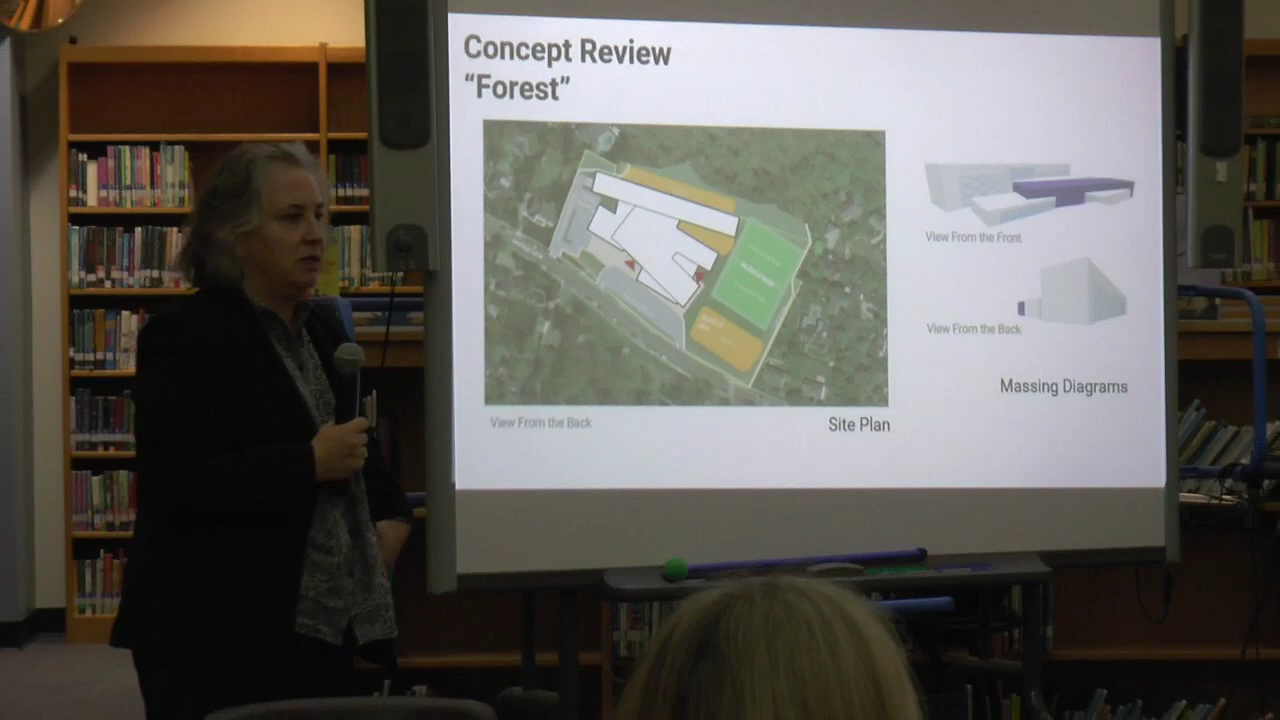 Concept Review
“Forest”
View From the Front
View From the Back
Massing Diagrams
View From the Back
Site Plan